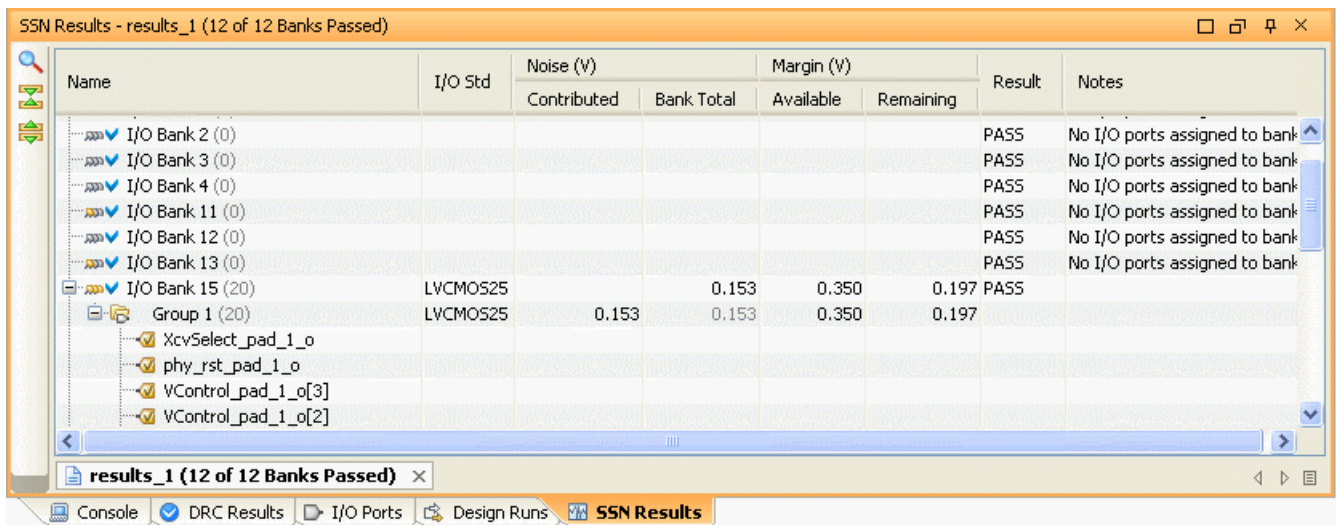 SSN Results - results_1 (12 of 12 Banks Passed)
Name I/O Std Noise (V) Margin (V) Result Notes
Contributed Bank Total Available Remaining
I/O Bank 2 (0) PASS No I/O ports assigned to bank
I/O Bank 3 (0) PASS No I/O ports assigned to bank
I/O Bank 4 (0) PASS No I/O ports assigned to bank
I/O Bank 11 (0) PASS No I/O ports assigned to bank
I/O Bank 12 (0) PASS No I/O ports assigned to bank
I/O Bank 13 (0) PASS No I/O ports assigned to bank
I/O Bank 15 (20) LVCMOS25 0.153 0.350 0.197 PASS
Group 1 (20) LVCMOS25 0.153 0.153 0.350 0.197
XcvSelect_pad_1_o
phy_rst_pad_1_o
VControl_pad_1_o[3]
VControl_pad_1_o[2]
results_1 (12 of 12 Banks Passed)
Console DRC Results I/O Ports Design Runs SSN Results